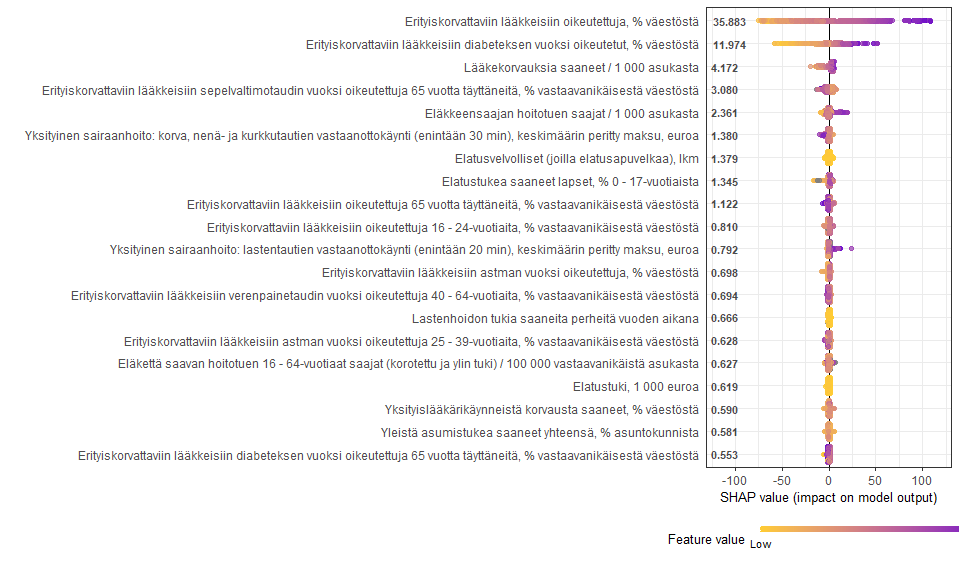 Erityiskorvattaviin lääkkeisiin oikeutettuja, % väestöstä 35.883
Erityiskorvattaviin lääkkeisiin diabeteksen vuoksi oikeutetut, % väestöstä 11.974
Lääkekorvauksia saaneet / 1 000 asukasta 4.172
Erityiskorvattaviin lääkkeisiin sepelvaltimotaudin vuoksi oikeutettuja 65 vuotta täyttäneitä, % vastaavanikäisestä väestöstä 3.080
Eläkkeensaajan hoitotuen saajat / 1 000 asukasta 2.361
Yksityinen sairaanhoito: korva, nenä- ja kurkkutautien vastaanottokäynti (enintään 30 min), keskimäärin peritty maksu, euroa 1.380
Elatusvelvolliset (joilla elatusapuvelkaa), lkm 1.379
Elatustukea saaneet lapset, % 0 - 17-vuotiaista 1.345
Erityiskorvattaviin lääkkeisiin oikeutettuja 65 vuotta täyttäneitä, % vastaavanikäisestä väestöstä 1.122
Erityiskorvattaviin lääkkeisiin oikeutettuja 16 - 24-vuotiaita, % vastaavanikäisestä väestöstä 0.810
Yksityinen sairaanhoito: lastentautien vastaanottokäynti (enintään 20 min), keskimäärin peritty maksu, euroa 0.792
Erityiskorvattaviin lääkkeisiin astman vuoksi oikeutettuja, % väestöstä 0.698
Erityiskorvattaviin lääkkeisiin verenpainetaudin vuoksi oikeutettuja 40 - 64-vuotiaita, % vastaavanikäisestä väestöstä 0.694
Lastenhoidon tukia saaneita perheitä vuoden aikana 0.666
Erityiskorvattaviin lääkkeisiin astman vuoksi oikeutettuja 25 - 39-vuotiaita, % vastaavanikäisestä väestöstä 0.628
Eläkettä saavan hoitotuen 16 - 64-vuotiaat saajat (korotettu ja ylin tuki) / 100 000 vastaavanikäistä asukasta 0.627
Elatustuki, 1 000 euroa 0.619
Yksityislääkärikäynneistä korvausta saaneet, % väestöstä 0.590
Yleistä asumistukea saaneet yhteensä, % asuntokunnista 0.581
Erityiskorvattaviin lääkkeisiin diabeteksen vuoksi oikeutettuja 65 vuotta täyttäneitä, % vastaavanikäisestä väestöstä 0.553
-100 -50 0 50 100
SHAP value (impact on model output)
Feature value Low